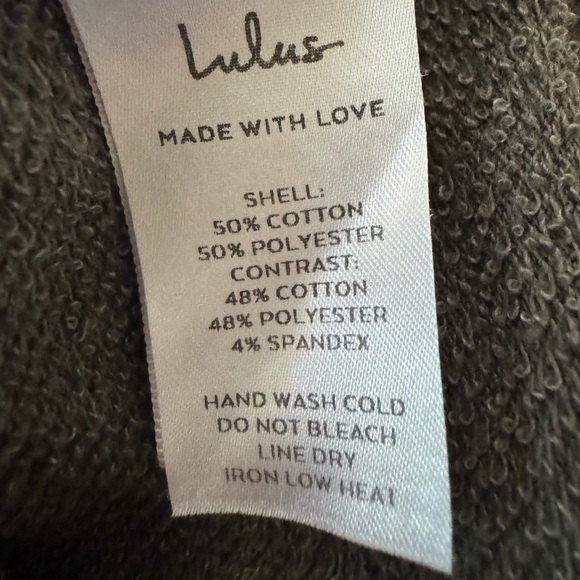 Lulus
MADE WITH LOVE
SHELL:
50% COTTON
50% POLYESTER
CONTRAST:
48% COTTON
48% POLYESTER
4% SPANDEX
HAND WASH COLD
DO NOT BLEACH
LINE DRY
IRON LOW HEAT